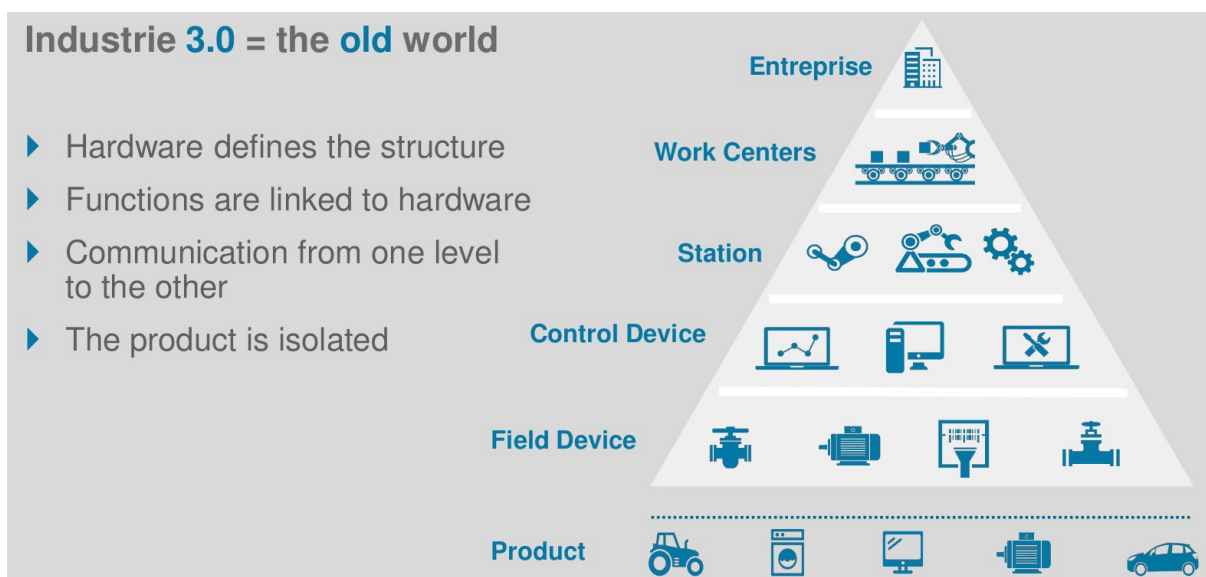 Industrie 3.0 = the old world
Hardware defines the structure
Functions are linked to hardware
Communication from one level
to the other
The product is isolated
Entreprise
Work Centers
Station
Control Device
Field Device
Product